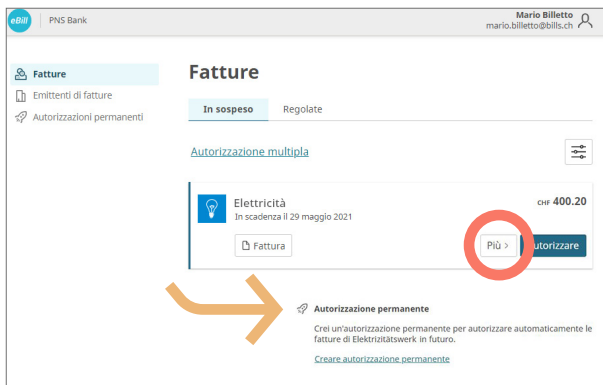 eBill PNS Bank
Mario Billetto
mario.billetto@bills.ch
Fatture
Emittenti di fatture
Autorizzazioni permanenti
Fatture
In sospeso Regolate
Autorizzazione multipla
Elettricità CHF 400.20
In scadenza il 29 maggio 2021
Fattura Più > utorizzare
Autorizzazione permanente
Crei un'autorizzazione permanente per autorizzare automaticamente le
fatture di Elektrizitätswerk in futuro.
Creare autorizzazione permanente